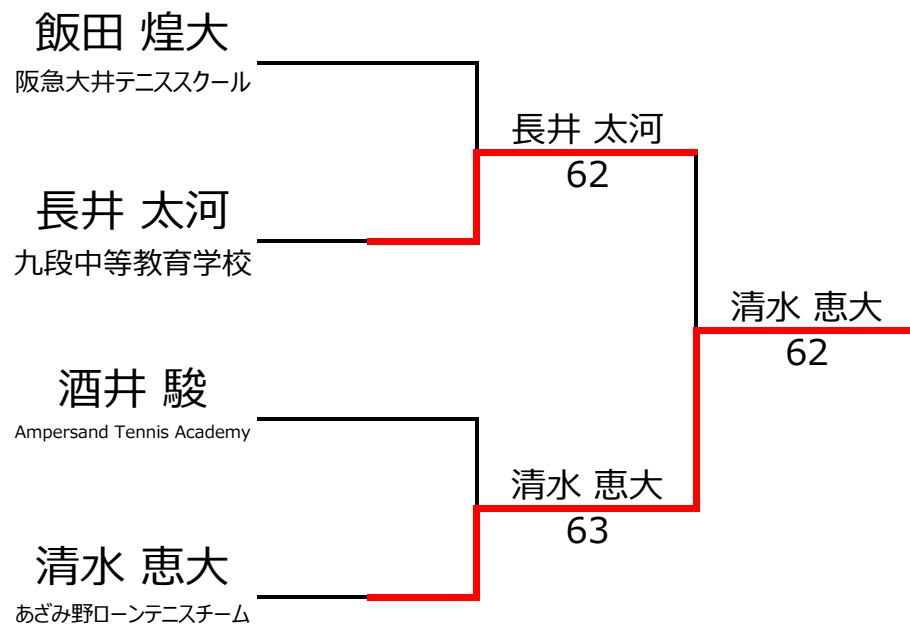 飯田 煌大
阪急大井テニススクール
長井 太河
62
長井 太河
九段中等教育学校
清水 恵大
62
酒井 駿
Ampersand Tennis Academy
清水 恵大
63
清水 恵大
あざみ野ローンテニスチーム